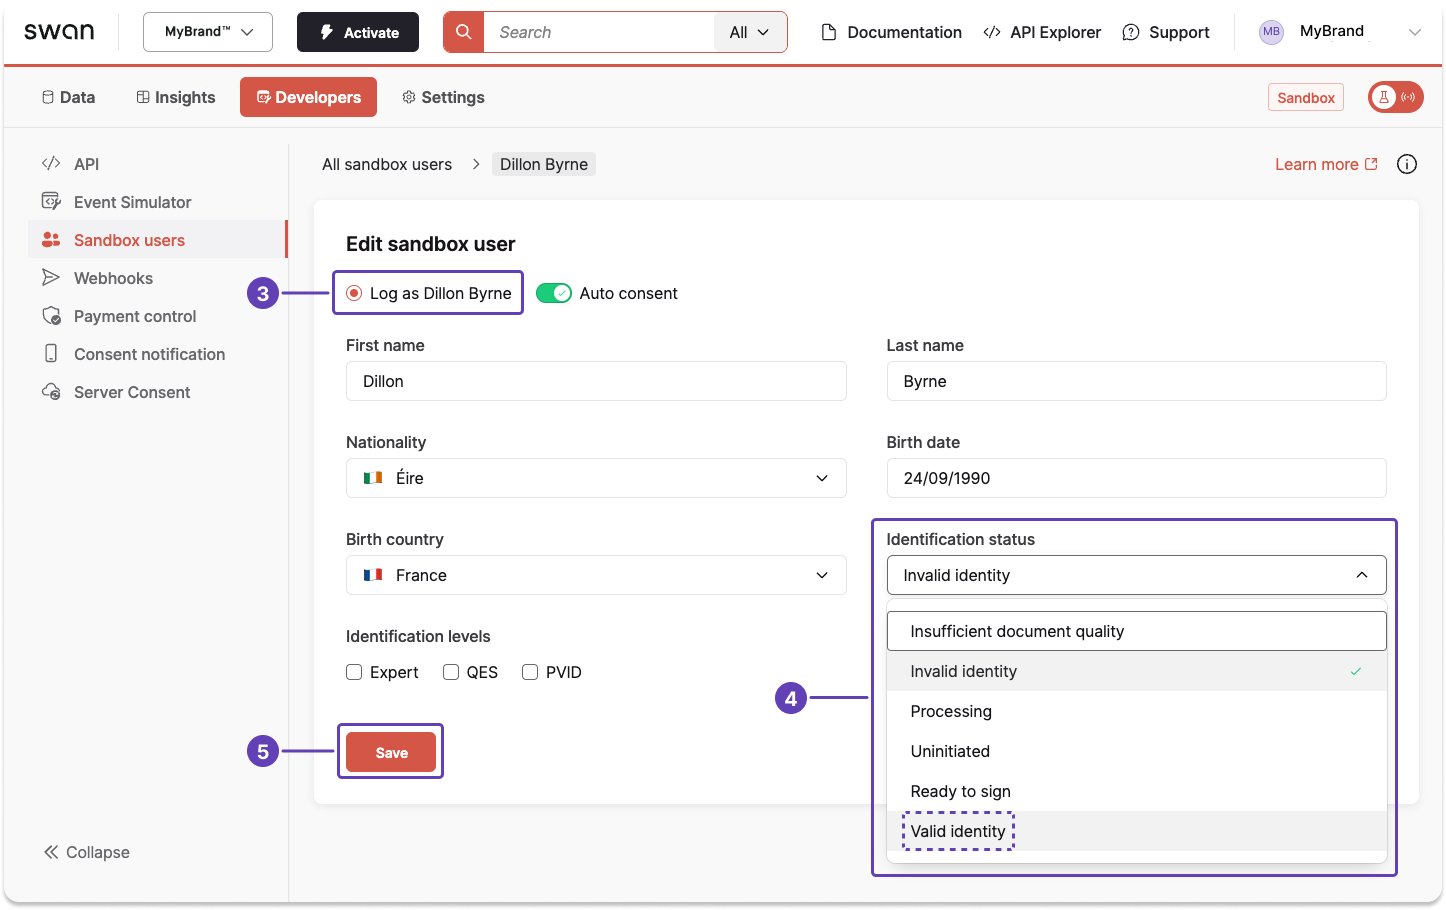 swan
MyBrand™
Activate
Search
All
Documentation
API Explorer
Support
MB
MyBrand
Data
Insights
Developers
Settings
Sandbox
API
Event Simulator
Sandbox users
Webhooks
Payment control
Consent notification
Server Consent
Collapse
All sandbox users
Dillon Byrne
Learn more
Edit sandbox user
3
Log as Dillon Byrne
Auto consent
First name
Dillon
Last name
Byrne
Nationality
Éire
Birth date
24/09/1990
Birth country
France
Identification status
Invalid identity
Insufficient document quality
Invalid identity
Processing
Uninitiated
Ready to sign
Valid identity
4
Identification levels
Expert
QES
PVID
5
Save